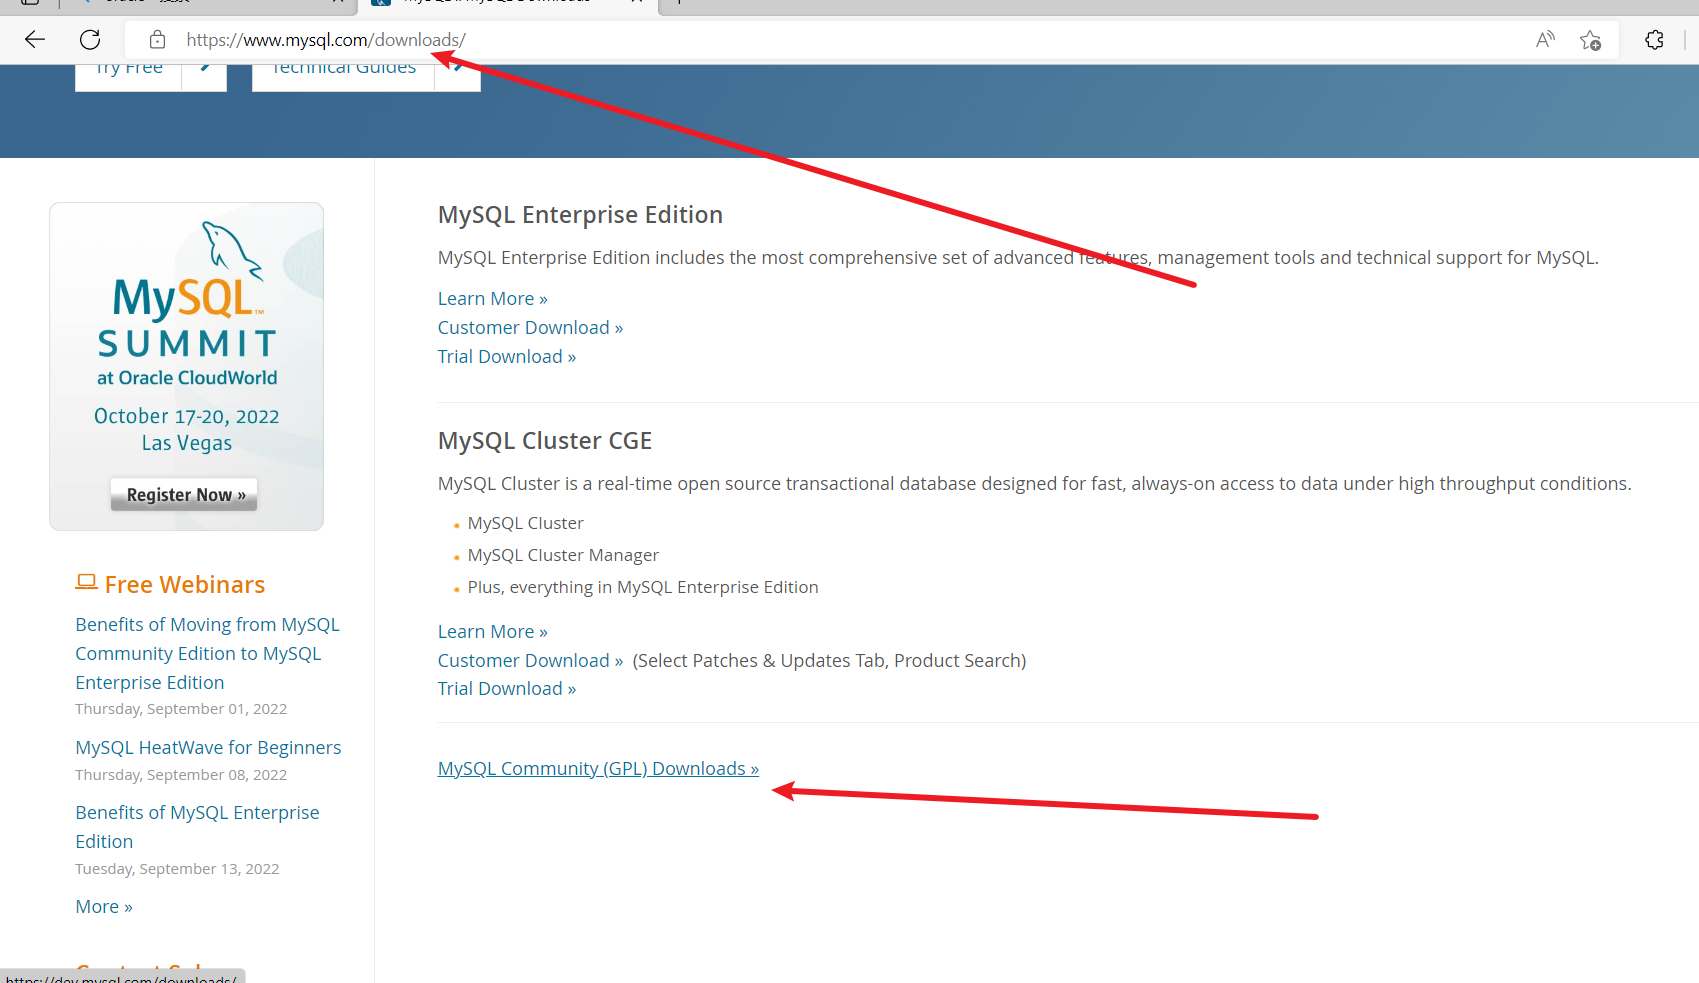 https://www.mysql.com/downloads/
Try Free
Technical Guides
MySQL™
SUMMIT
at Oracle CloudWorld
October 17-20, 2022
Las Vegas
Register Now »
Free Webinars
Benefits of Moving from MySQL
Community Edition to MySQL
Enterprise Edition
Thursday, September 01, 2022
MySQL HeatWave for Beginners
Thursday, September 08, 2022
Benefits of MySQL Enterprise
Edition
Tuesday, September 13, 2022
More »
MySQL Enterprise Edition
MySQL Enterprise Edition includes the most comprehensive set of advanced features, management tools and technical support for MySQL.
Learn More »
Customer Download »
Trial Download »
MySQL Cluster CGE
MySQL Cluster is a real-time open source transactional database designed for fast, always-on access to data under high throughput conditions.
MySQL Cluster
MySQL Cluster Manager
Plus, everything in MySQL Enterprise Edition
Learn More »
Customer Download » (Select Patches & Updates Tab, Product Search)
Trial Download »
MySQL Community (GPL) Downloads »
https://dev.mysql.com/downloads/